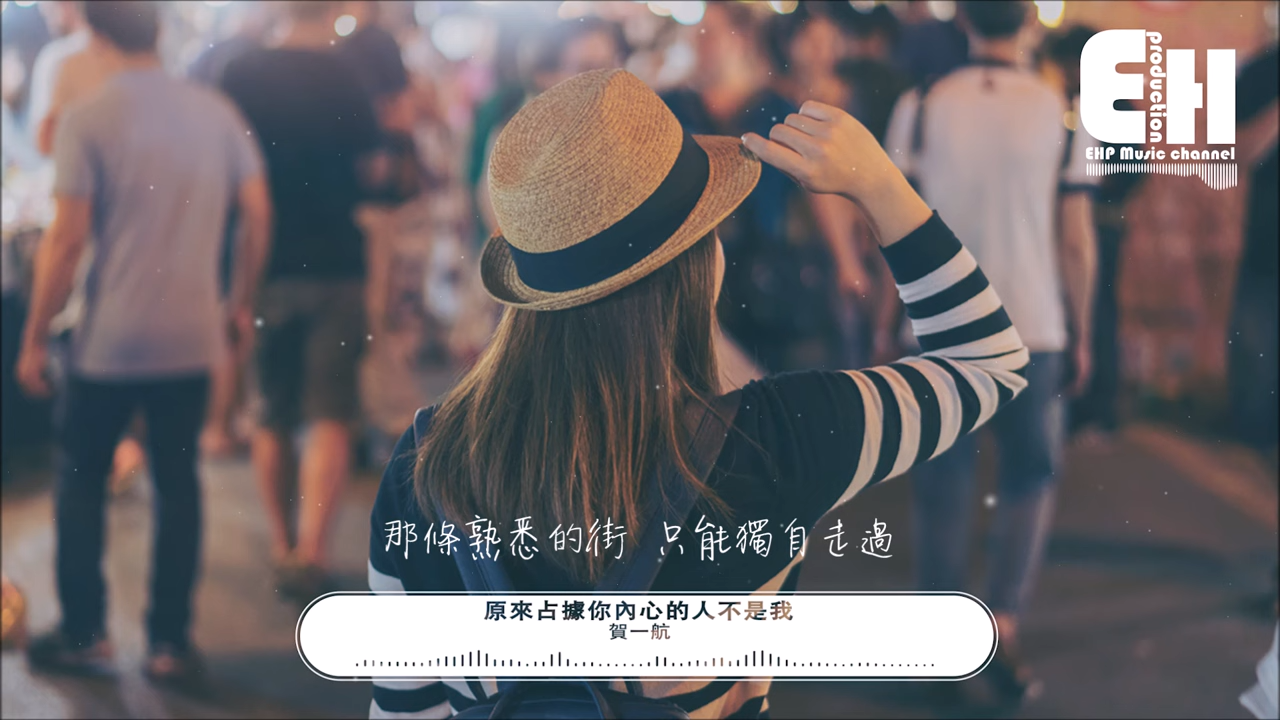 EH
production
EHP Music channel
那條熟悉的街 只能獨自走過
原來占據你內心的人不是我
賀一航